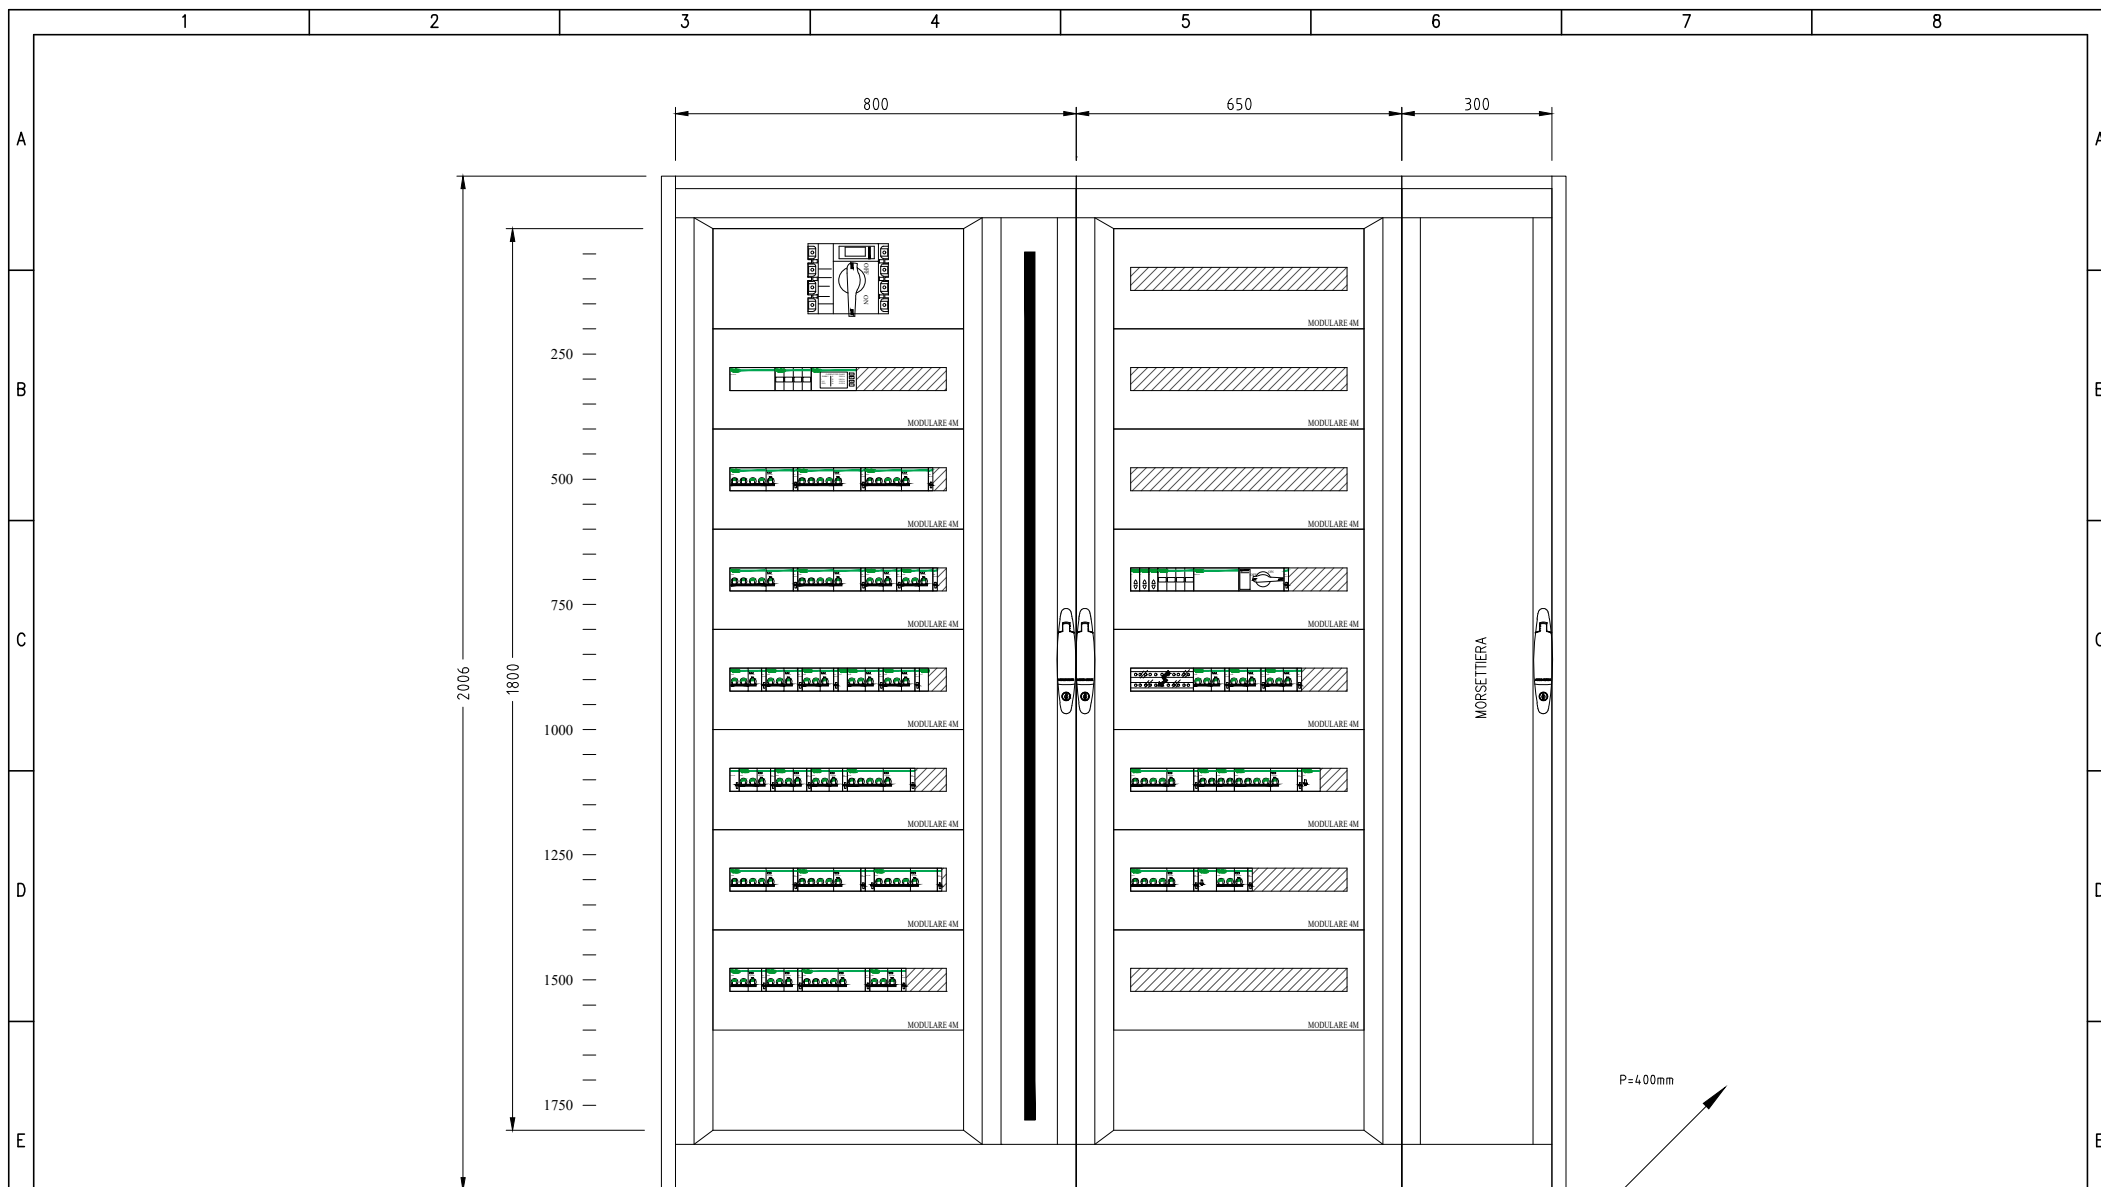 1 2 3 4 5 6 7 8
800 650 300
A A
OFF
ON
MODULARE 4M
250
B
MODULARE 4M MODULARE 4M
500
MODULARE 4M MODULARE 4M
750
MODULARE 4M MODULARE 4M
C
2006
1800
MORSETTIERA
1000
MODULARE 4M MODULARE 4M
MODULARE 4M MODULARE 4M
1250
D D
MODULARE 4M MODULARE 4M
1500
MODULARE 4M MODULARE 4M
P=400mm
1750
E